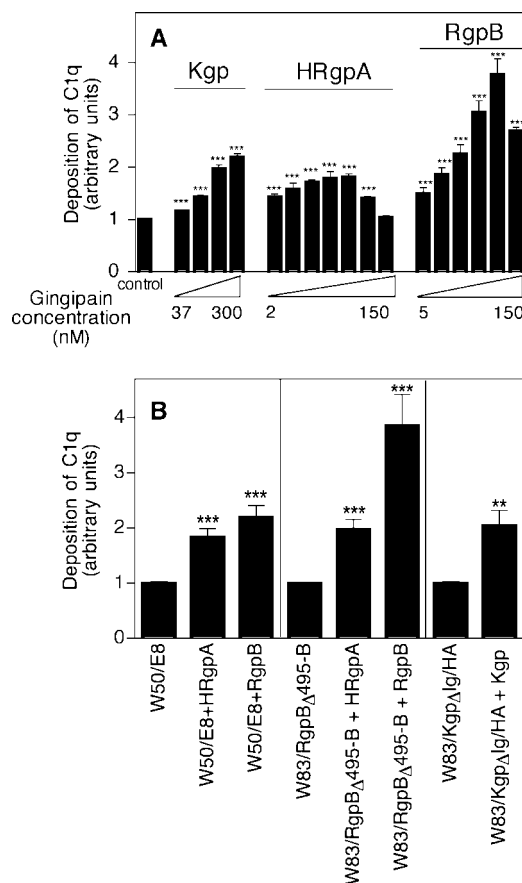 A
Kgp
HRgpA
RgpB
Deposition of C1q
(arbitrary units)
5
4
3
2
1
0
*** *** *** ***
*** *** *** *** *** ***
*** *** *** *** *** ***
control
Gingipain
concentration
(nM)
37 300 2 150 5 150
B
Deposition of C1q
(arbitrary units)
4
3
2
1
0
*** *** *** *** **
W50/E8
W50/E8+HRgpA
W50/E8+RgpB
W83/RgpBΔ495-B
W83/RgpBΔ495-B + HRgpA
W83/RgpBΔ495-B + RgpB
W83/KgpΔIg/HA
W83/KgpΔIg/HA + Kgp